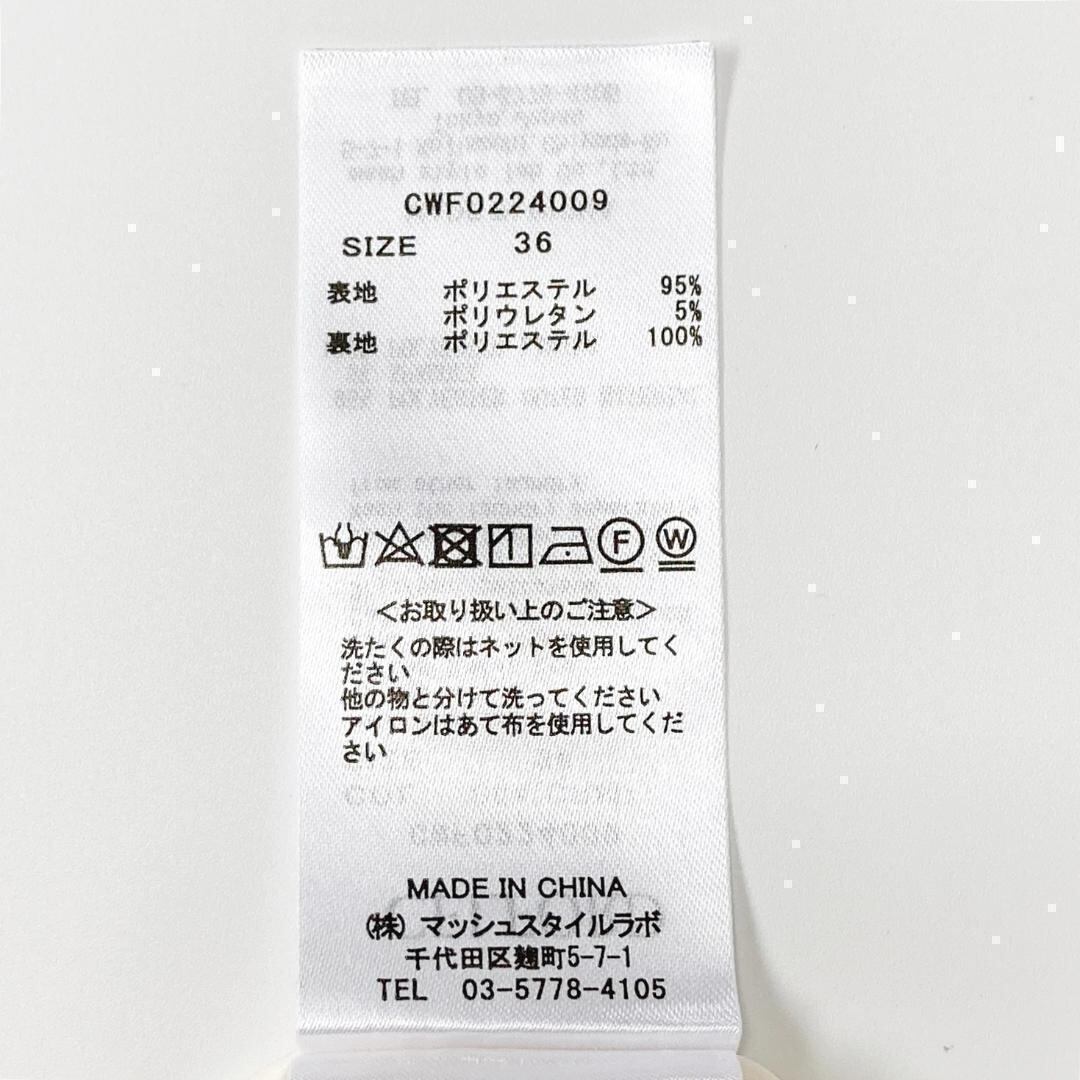 CWF0224009
SIZE 36
表地 ポリエステル 95%
ポリウレタン 5%
裏地 ポリエステル 100%
F W
<お取り扱い上のご注意>
洗たくの際はネットを使用してく
ださい
他の物と分けて洗ってください
アイロンはあて布を使用してくだ
さい
MADE IN CHINA
(株) マッシュスタイルラボ
千代田区麹町5-7-1
TEL 03-5778-4105